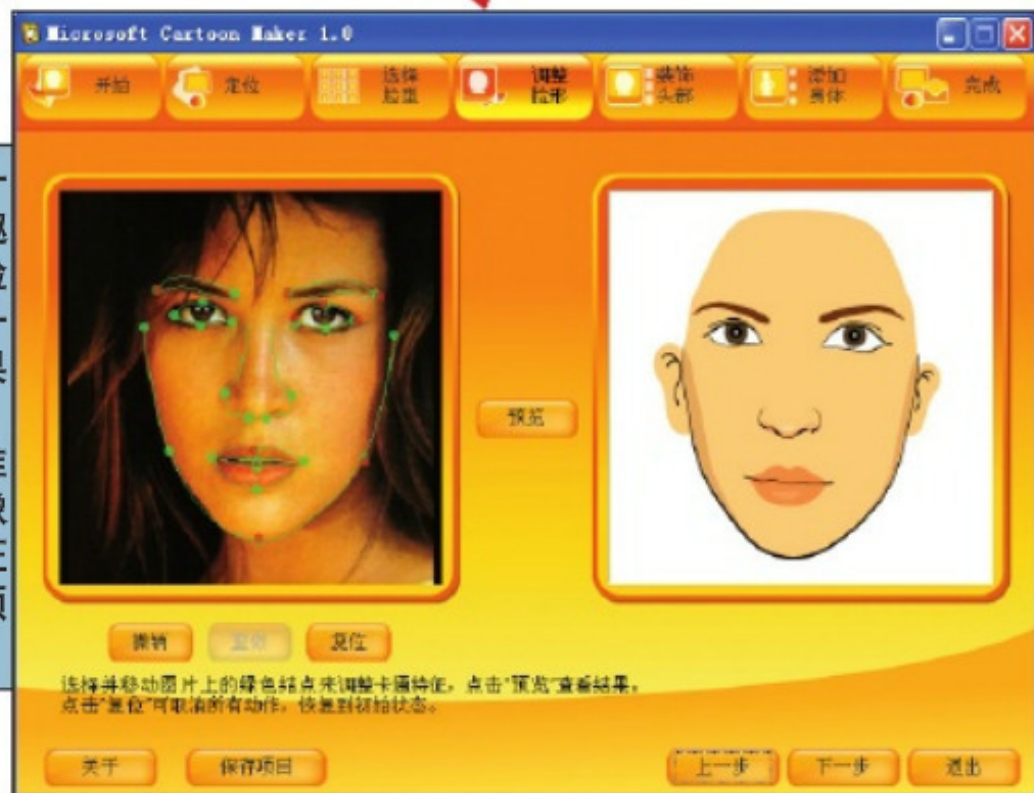 Microsoft Cartoon Maker 1.0
开始
定位
选择
脸型
调整
脸形
装饰
头部
添加
身体
完成
预览
撤销
重做
复位
选择并移动图片上的绿色结点来调整卡通特征，点击"预览"查看结果。
点击"复位"可取消所有动作，恢复到初始状态。
关于
保存项目
上一步
下一步
退出